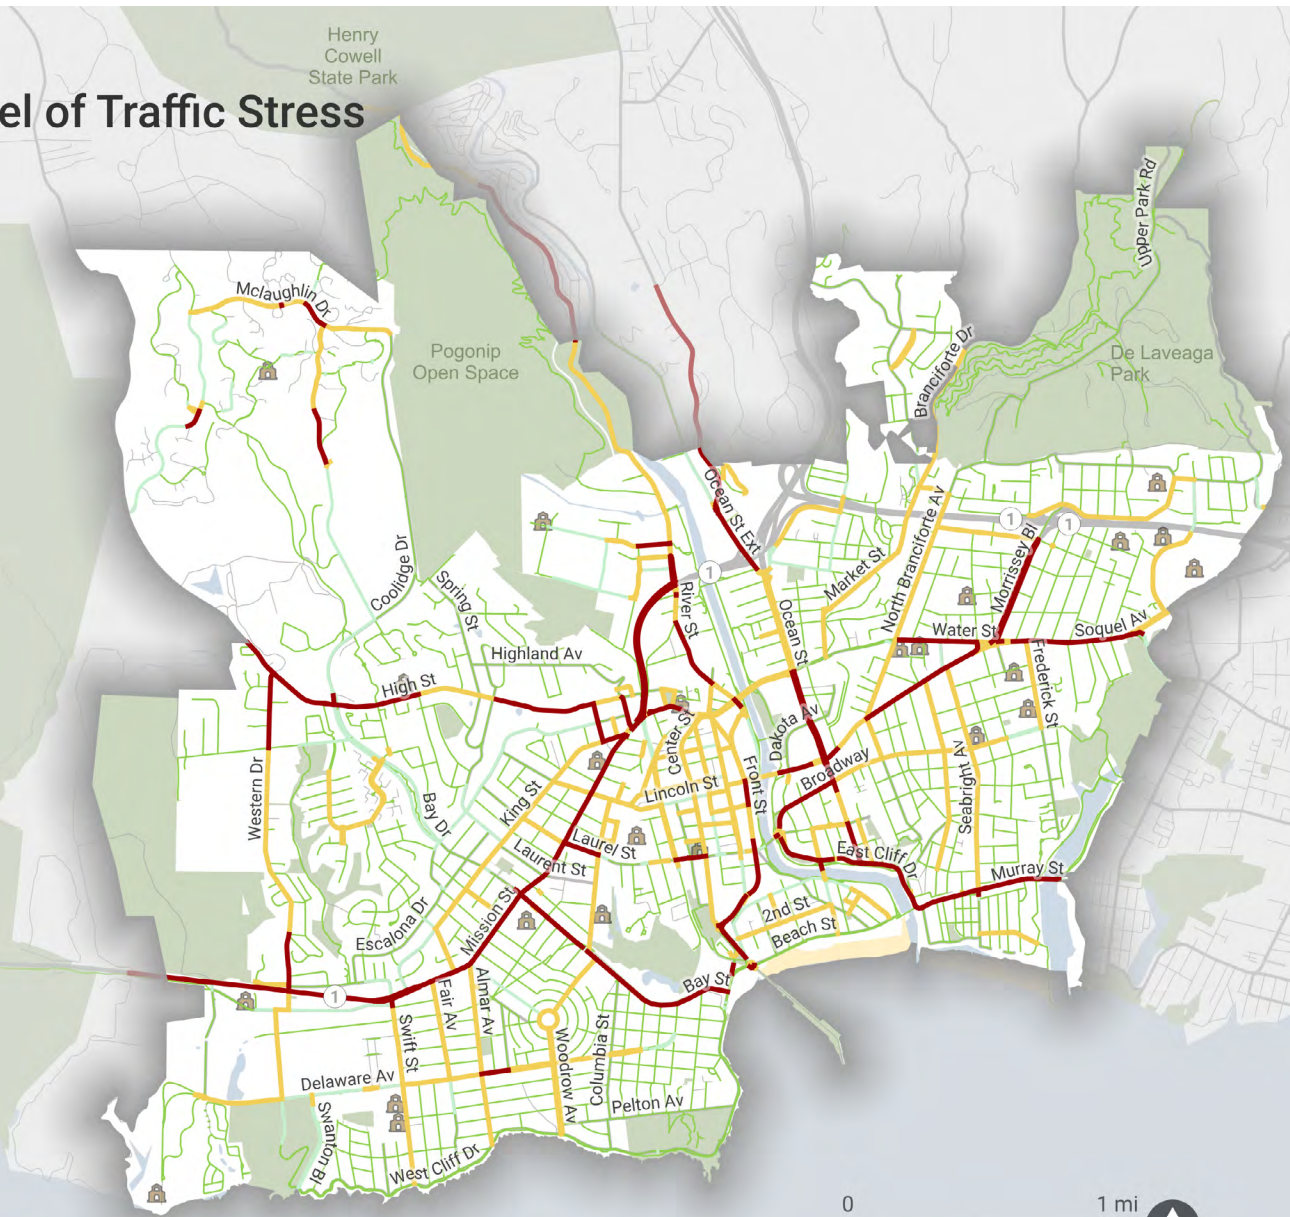 Henry
Cowell
State Park
el of Traffic Stress
Upper Park Rd
Mclaughlin Dr
Pogonip
Open Space
De Laveaga
Park
Branciforte Dr
Ocean St Ext
North Branciforte Av
1
1
Morrissey Bl
Coolidge Dr
Spring St
1
Market St
River St
Ocean St
Water St
Soquel Av
Highland Av
Frederick St
High St
Center St
Dakota Av
Western Dr
Lincoln St
Front St
Broadway
Seabright Av
King St
Bay Dr
Laurel St
Laurent St
East Cliff Dr
Murray St
Mission St
Escalona Dr
2nd St
Beach St
Bay St
1
Fair Av
Almar Av
Swift St
Woodrow Av
Columbia St
Delaware Av
Swanton Bl
Pelton Av
West Cliff Dr
0
1 mi